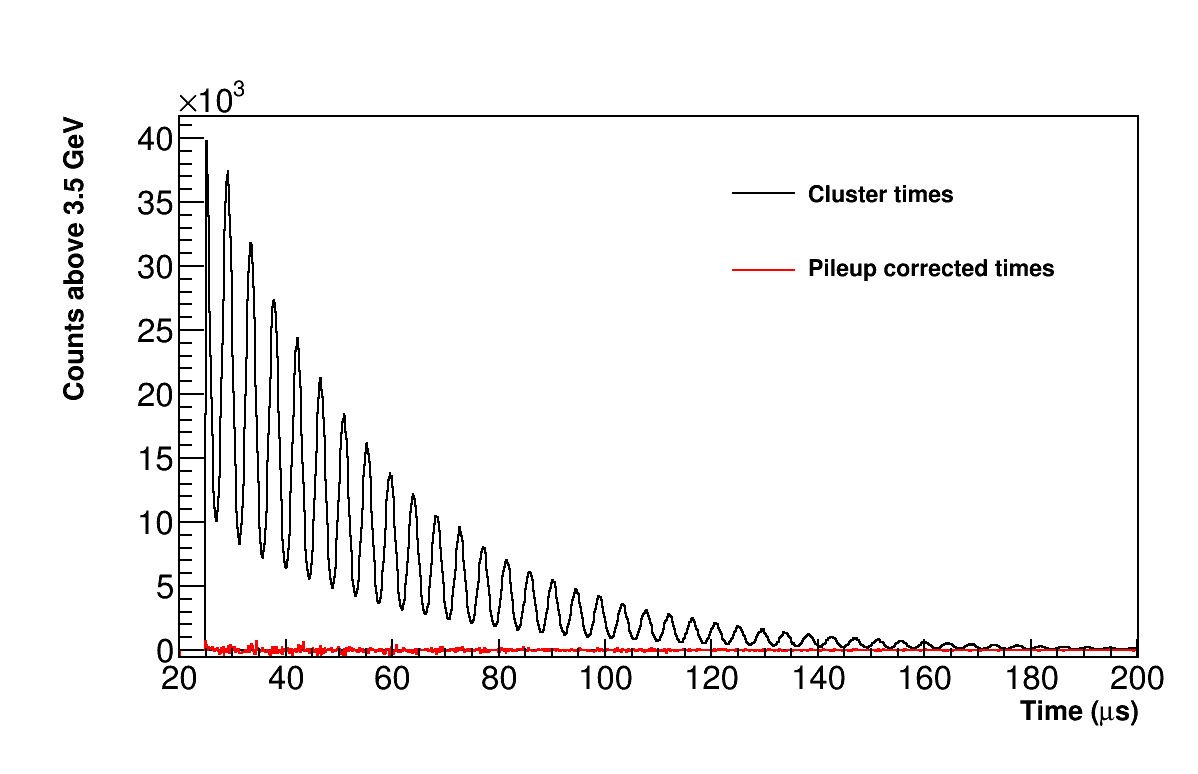 ×10³
Counts above 3.5 GeV
40
35
30
25
20
15
10
5
0
Cluster times
Pileup corrected times
20 40 60 80 100 120 140 160 180 200
Time (μs)